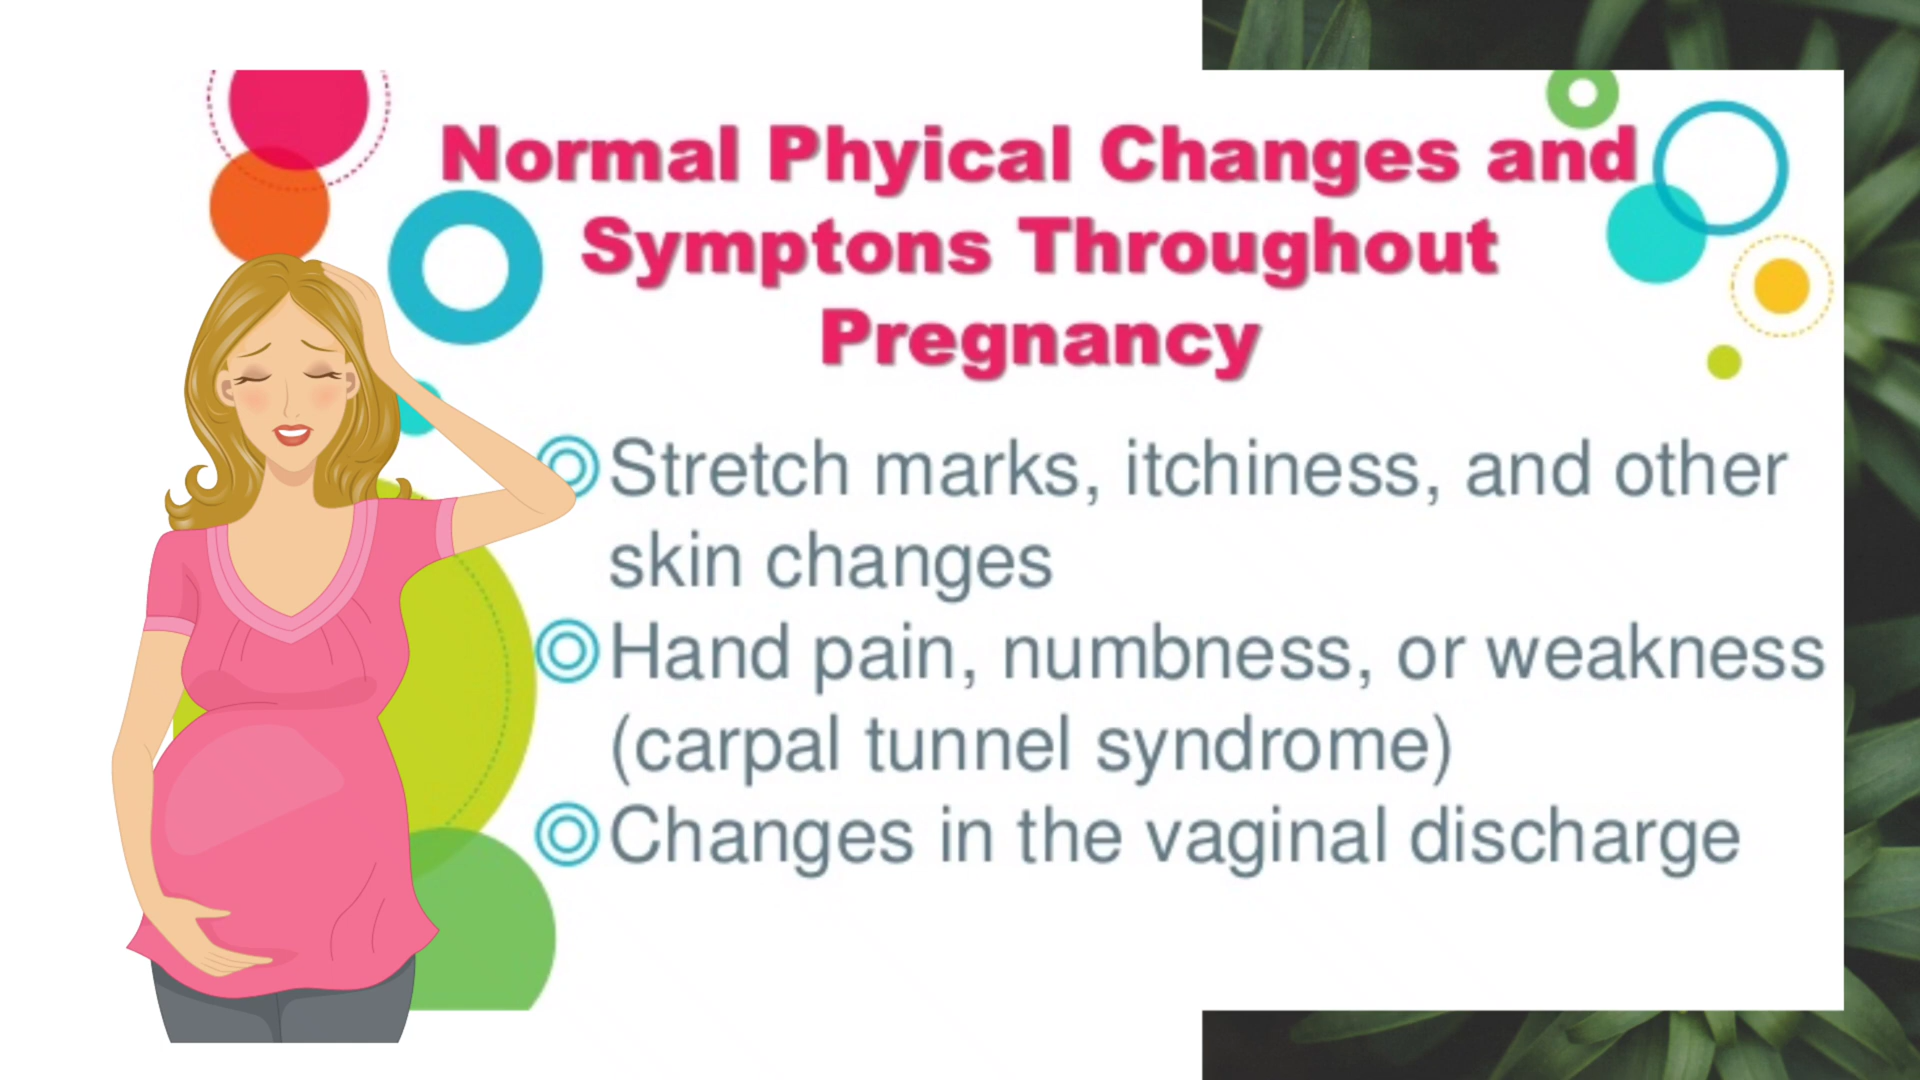 Normal Phyical Changes and
Symptons Throughout
Pregnancy
Stretch marks, itchiness, and other
skin changes
Hand pain, numbness, or weakness
(carpal tunnel syndrome)
Changes in the vaginal discharge